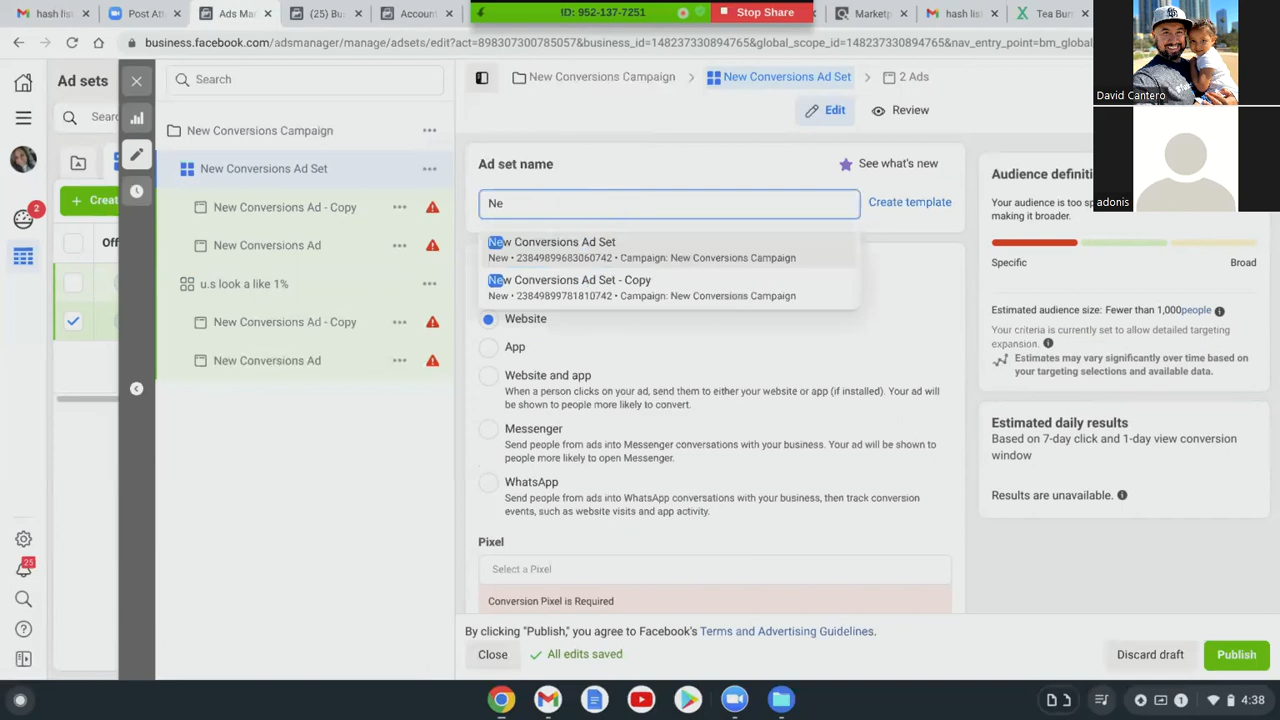 hash list
Post Att
Ads Ma
(25) Bu
Account
ID: 952-137-7251
Stop Share
Marketp
hash lis
Tea Bum
business.facebook.com/adsmanager/manage/adsets/edit?act=898307300785057&business_id=148237330894765&global_scope_id=148237330894765&nav_entry_point=bm_global
David Cantero
adonis
Ad sets
Search
New Conversions Campaign
New Conversions Ad Set
2 Ads
Edit
Review
Sear
2
Creat
Off
New Conversions Campaign
New Conversions Ad Set
New Conversions Ad - Copy
New Conversions Ad
u.s look a like 1%
New Conversions Ad - Copy
New Conversions Ad
Ad set name
See what's new
Ne
Create template
New Conversions Ad Set
New • 23849899683060742 • Campaign: New Conversions Campaign
New Conversions Ad Set - Copy
New • 23849899781810742 • Campaign: New Conversions Campaign
Website
App
Website and app
When a person clicks on your ad, send them to either your website or app (if installed). Your ad will
be shown to people more likely to convert.
Messenger
Send people from ads into Messenger conversations with your business. Your ad will be shown to
people more likely to open Messenger.
WhatsApp
Send people from ads into WhatsApp conversations with your business, then track conversion
events, such as website visits and app activity.
Pixel
Select a Pixel
Conversion Pixel is Required
Audience definiti
Your audience is too s
making it broader.
Specific
Broad
Estimated audience size: Fewer than 1,000people
Your criteria is currently set to allow detailed targeting
expansion.
Estimates may vary significantly over time based on
your targeting selections and available data.
Estimated daily results
Based on 7-day click and 1-day view conversion
window
Results are unavailable.
25
By clicking "Publish," you agree to Facebook's Terms and Advertising Guidelines.
Close
All edits saved
Discard draft
Publish
1
4:38